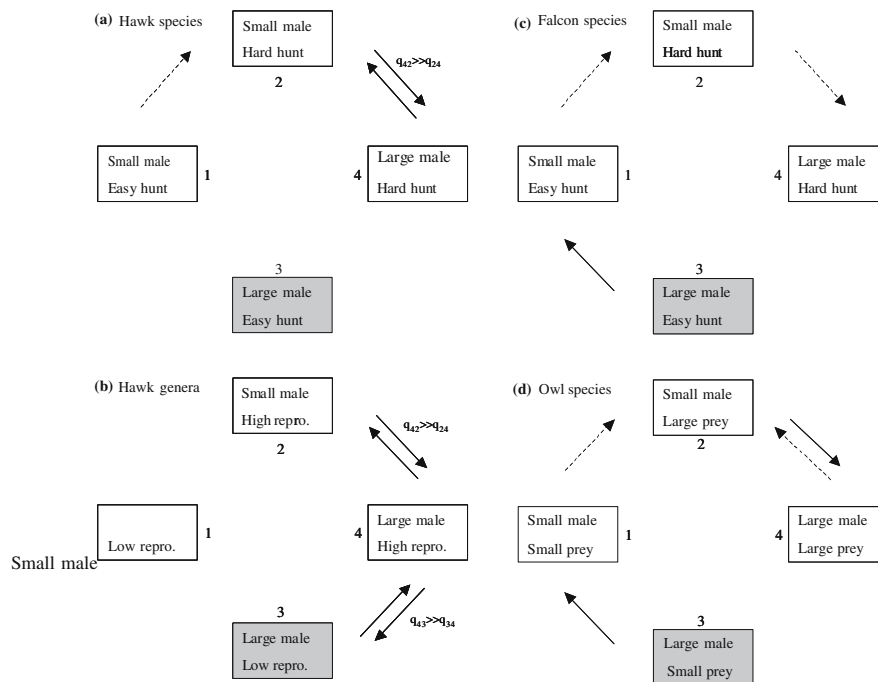 (a) Hawk species
Small male
Hard hunt
2
q42>>q24
Small male
Easy hunt
1
4
Large male
Hard hunt
3
Large male
Easy hunt
(c) Falcon species
Small male
Hard hunt
2
Small male
Easy hunt
1
4
Large male
Hard hunt
3
Large male
Easy hunt
(b) Hawk genera
Small male
High repro.
2
q42>>q24
Low repro.
1
Small male
4
Large male
High repro.
3
Large male
Low repro.
q43>>q34
(d) Owl species
Small male
Large prey
2
Small male
Small prey
1
4
Large male
Large prey
3
Large male
Small prey